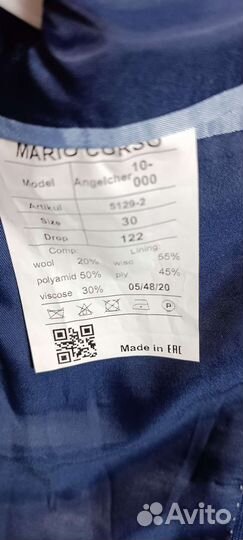 MARIO CORSO
Model Angelcher 10-000
Artikul 5129-2
Size 30
Drop 122
Comp. Lining:
wool 20% wisc. 55%
polyamid 50% ply. 45%
viscose 30% 05/48/20
P
Made in EAC
Avito